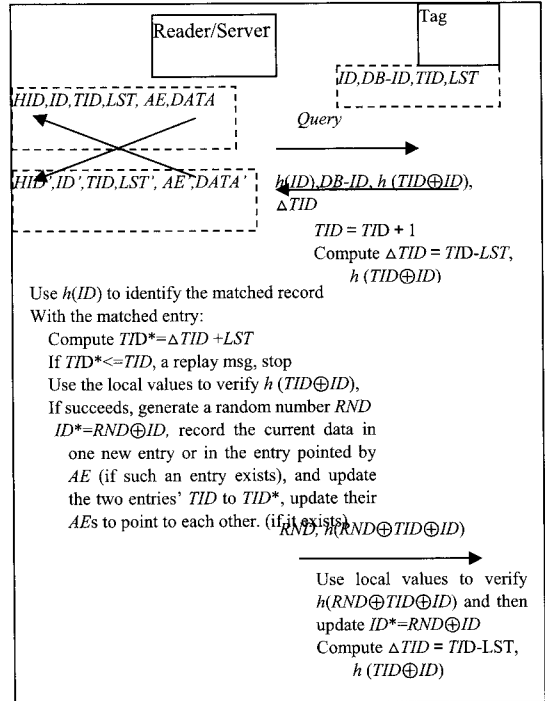 Reader/Server
Tag
ID,DB-ID,TID,LST
HID,ID,TID,LST, AE,DATA
Query
HID',ID',TID,LST', AE',DATA'
h(ID),DB-ID, h (TID⊕ID),
△TID
TID = TID + 1
Compute △TID = TID-LST,
h (TID⊕ID)
Use h(ID) to identify the matched record
With the matched entry:
Compute TID*=△TID +LST
If TID*<=TID, a replay msg, stop
Use the local values to verify h (TID⊕ID),
If succeeds, generate a random number RND
ID*=RND⊕ID, record the current data in
one new entry or in the entry pointed by
AE (if such an entry exists), and update
the two entries' TID to TID*, update their
AEs to point to each other. (if it exists)
RND, h(RND⊕TID⊕ID)
Use local values to verify
h(RND⊕TID⊕ID) and then
update ID*=RND⊕ID
Compute △TID = TID-LST,
h (TID⊕ID)